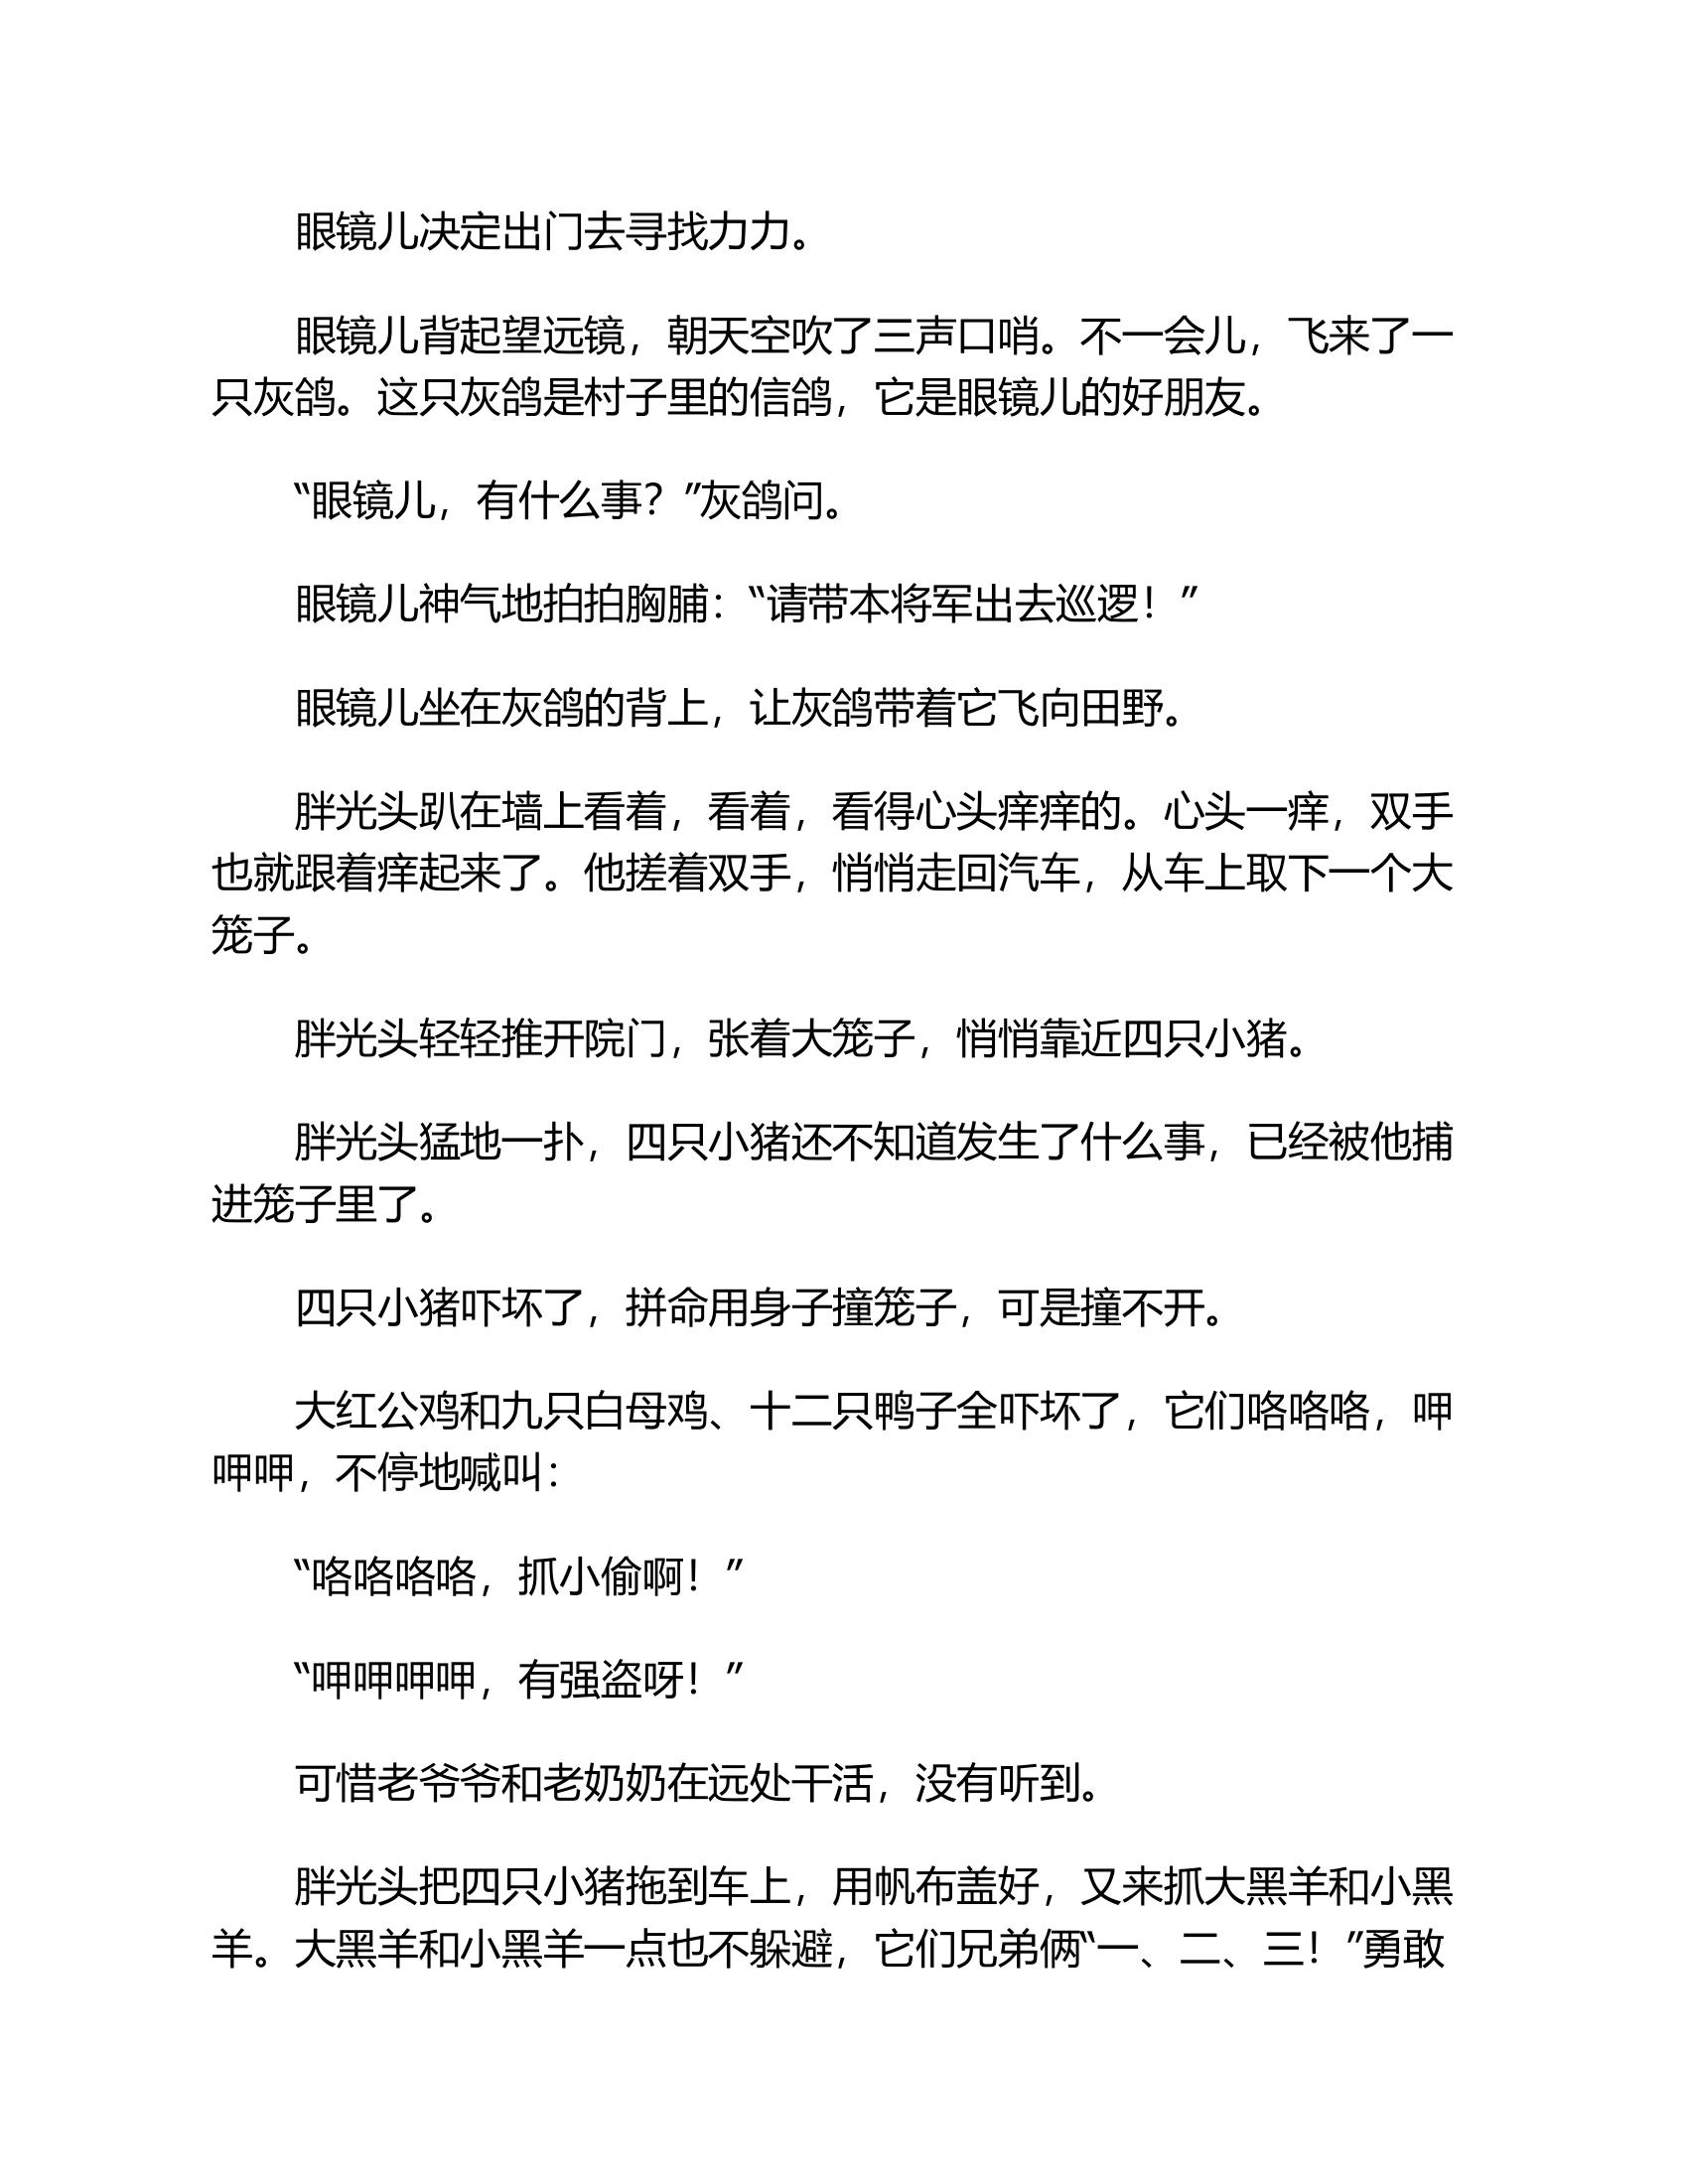 眼镜儿决定出门去寻找力力。
眼镜儿背起望远镜，朝天空吹了三声口哨。不一会儿，飞来了一
只灰鸽。这只灰鸽是村子里的信鸽，它是眼镜儿的好朋友。
“眼镜儿，有什么事？”灰鸽问。
眼镜儿神气地拍拍胸脯：“请带本将军出去巡逻！”
眼镜儿坐在灰鸽的背上，让灰鸽带着它飞向田野。
胖光头趴在墙上看着，看着，看得心头痒痒的。心头一痒，双手
也就跟着痒起来了。他搓着双手，悄悄走回汽车，从车上取下一个大
笼子。
胖光头轻轻推开院门，张着大笼子，悄悄靠近四只小猪。
胖光头猛地一扑，四只小猪还不知道发生了什么事，已经被他捕
进笼子里了。
四只小猪吓坏了，拼命用身子撞笼子，可是撞不开。
大红公鸡和九只白母鸡、十二只鸭子全吓坏了，它们咯咯咯，呷
呷呷，不停地喊叫：
“咯咯咯咯，抓小偷啊！”
“呷呷呷呷，有强盗呀！”
可惜老爷爷和老奶奶在远处干活，没有听到。
胖光头把四只小猪拖到车上，用帆布盖好，又来抓大黑羊和小黑
羊。大黑羊和小黑羊一点也不躲避，它们兄弟俩“一、二、三！”勇敢